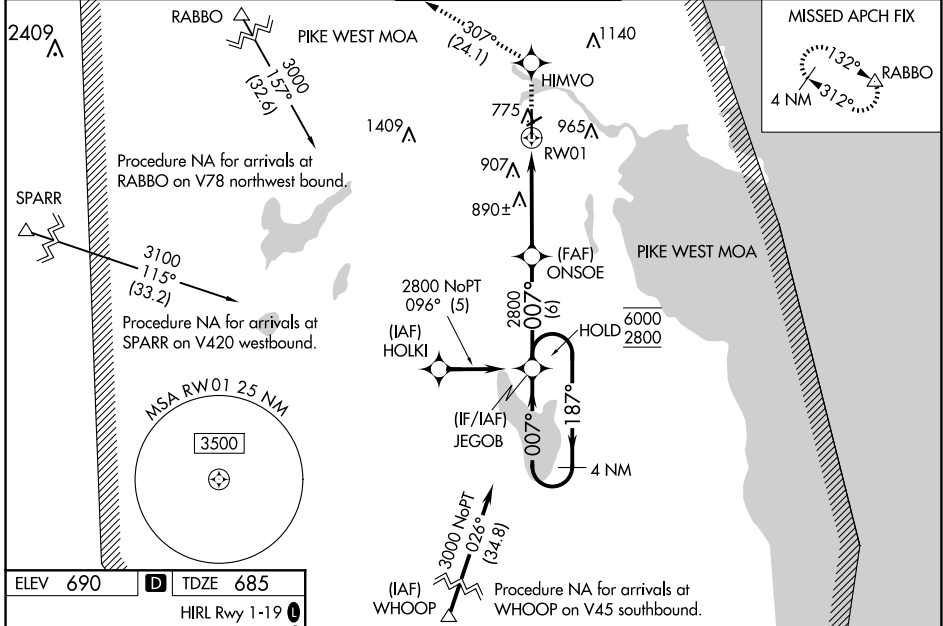 2409
RABBO
PIKE WEST MOA
307°
(24.1)
1140
HIMVO
3000
157°
(32.6)
1409
775
965
RW01
907
890±
Procedure NA for arrivals at
RABBO on V78 northwest bound.
MISSED APCH FIX
132°
RABBO
312°
4 NM
SPARR
3100
115°
(33.2)
Procedure NA for arrivals at
SPARR on V420 westbound.
(FAF)
ONSOE
PIKE WEST MOA
2800 NoPT
096° (5)
(IAF)
HOLKI
2800
007°
(6)
HOLD
6000
2800
(IF/IAF)
JEGOB
007°
187°
4 NM
MSA RW01 25 NM
3500
3000 NoPT
026°
(34.8)
(IAF)
WHOOP
Procedure NA for arrivals at
WHOOP on V45 southbound.
ELEV 690
D
TDZE 685
HIRL Rwy 1-19 L